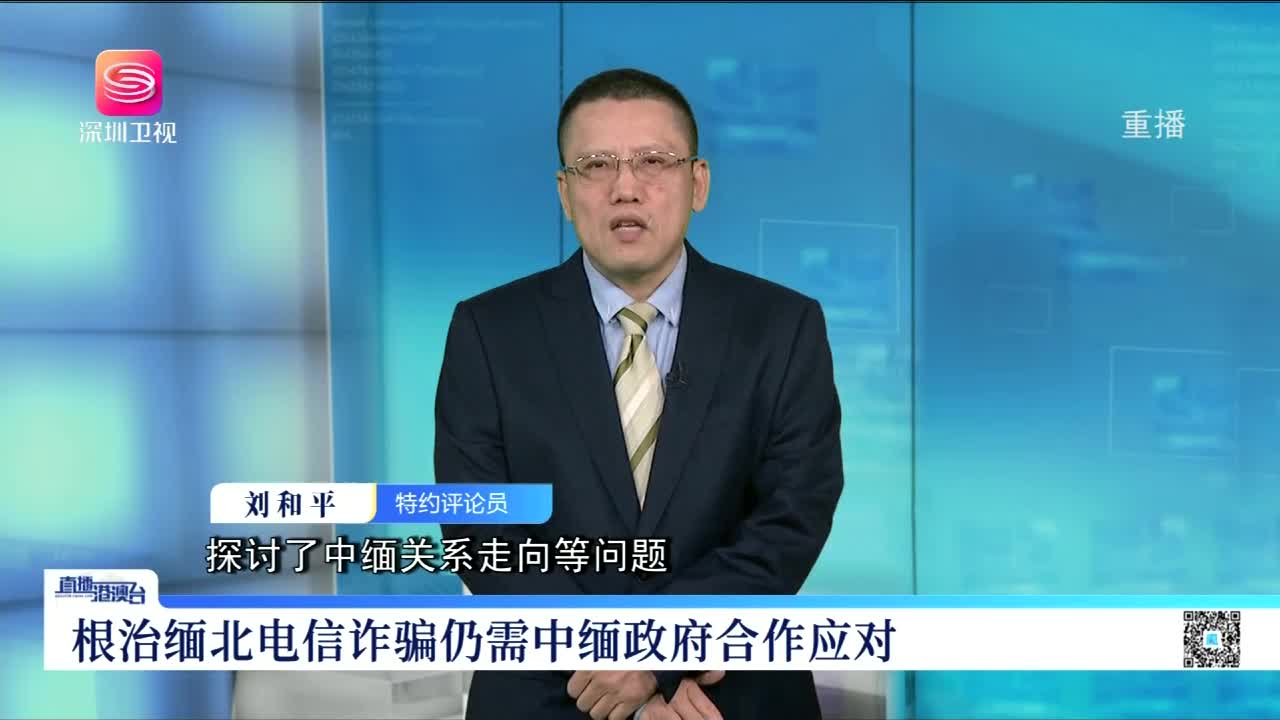 深圳卫视
重播
刘和平
特约评论员
探讨了中缅关系走向等问题
直播港澳台
根治缅北电信诈骗仍需中缅政府合作应对